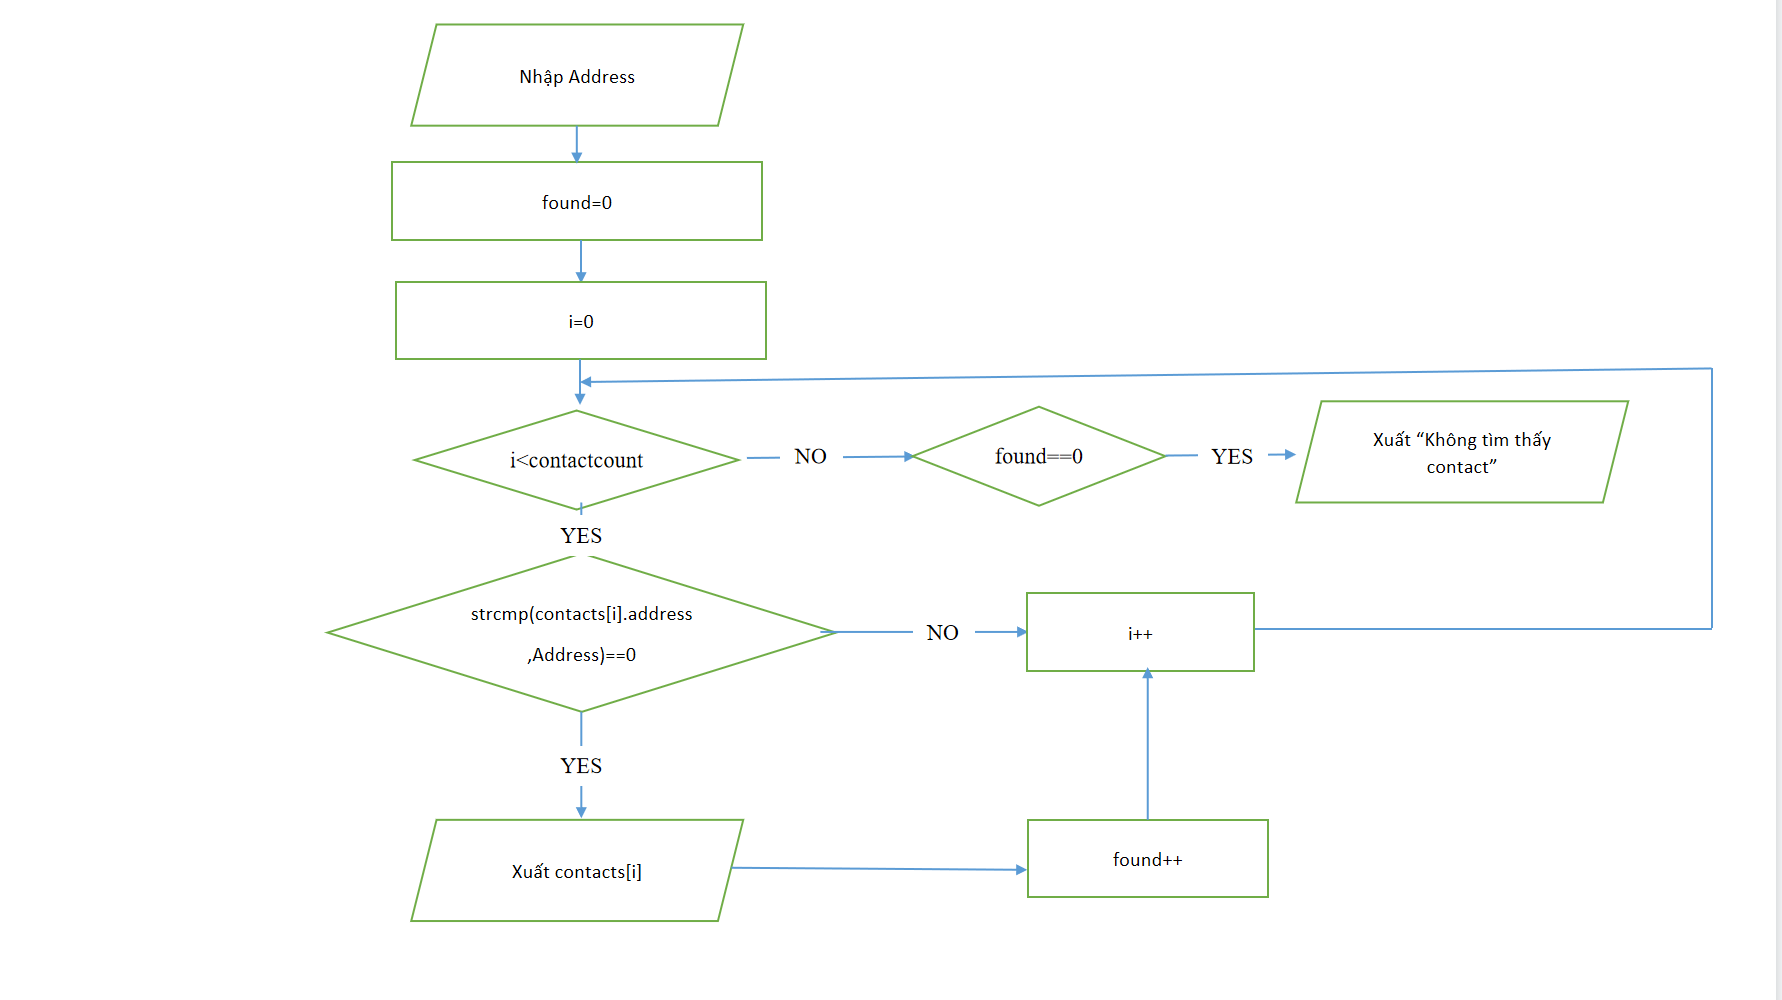 Nhập Address
found=0
i=0
i<contactcount
NO
found==0
YES
Xuất “Không tìm thấy
contact”
YES
strcmp(contacts[i].address
,Address)==0
NO
i++
YES
Xuất contacts[i]
found++